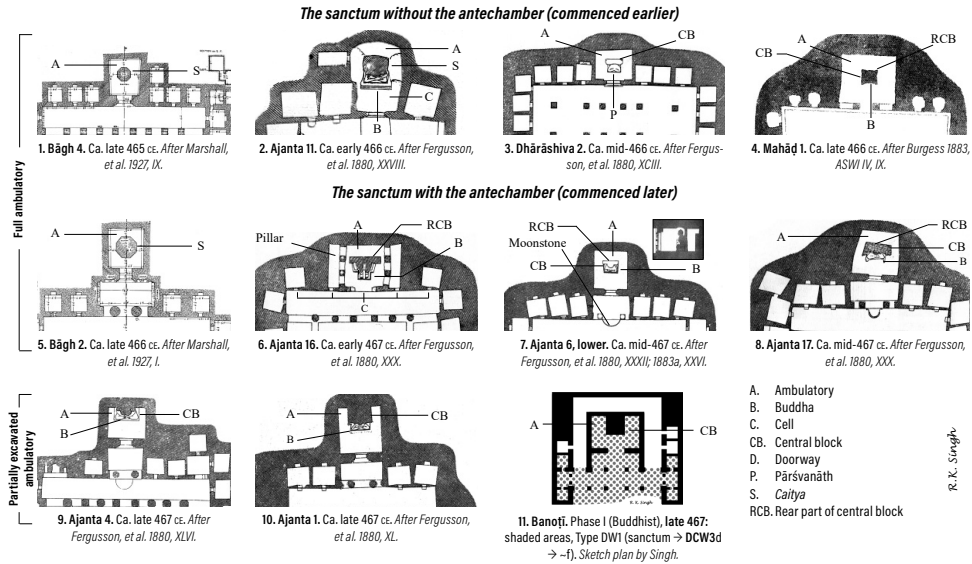 The sanctum without the antechamber (commenced earlier)
Full ambulatory
A
S
1. Bāgh 4. Ca. late 465 CE. After Marshall,
et al. 1927, IX.
A
S
C
B
2. Ajanta 11. Ca. early 466 CE. After Fergusson,
et al. 1880, XXVIII.
A
CB
P
3. Dhārāshiva 2. Ca. mid-466 CE. After Fergus-
son, et al. 1880, XCIII.
A
CB
RCB
B
4. Mahāḍ 1. Ca. late 466 CE. After Burgess 1883,
ASWI IV, IX.
The sanctum with the antechamber (commenced later)
A
S
5. Bāgh 2. Ca. late 466 CE. After Marshall,
et al. 1927, I.
A
RCB
Pillar
B
C
6. Ajanta 16. Ca. early 467 CE. After Fergusson,
et al. 1880, XXX.
A
RCB
Moonstone
CB
B
7. Ajanta 6, lower. Ca. mid-467 CE. After
Fergusson, et al. 1880, XXXII; 1883a, XXVI.
A
RCB
CB
B
8. Ajanta 17. Ca. mid-467 CE. After Fergusson,
et al. 1880, XXX.
Partially excavated
ambulatory
A
CB
B
9. Ajanta 4. Ca. late 467 CE. After
Fergusson, et al. 1880, XLVI.
A
CB
B
10. Ajanta 1. Ca. late 467 CE. After Fergusson,
et al. 1880, XL.
A
CB
R. K. Singh
11. Banoṭī. Phase I (Buddhist), late 467:
shaded areas, Type DW1 (sanctum → DCW3d
→ ~f). Sketch plan by Singh.
A. Ambulatory
B. Buddha
C. Cell
CB. Central block
D. Doorway
P. Pārśvanāth
S. Caitya
RCB. Rear part of central block
R.K. Singh